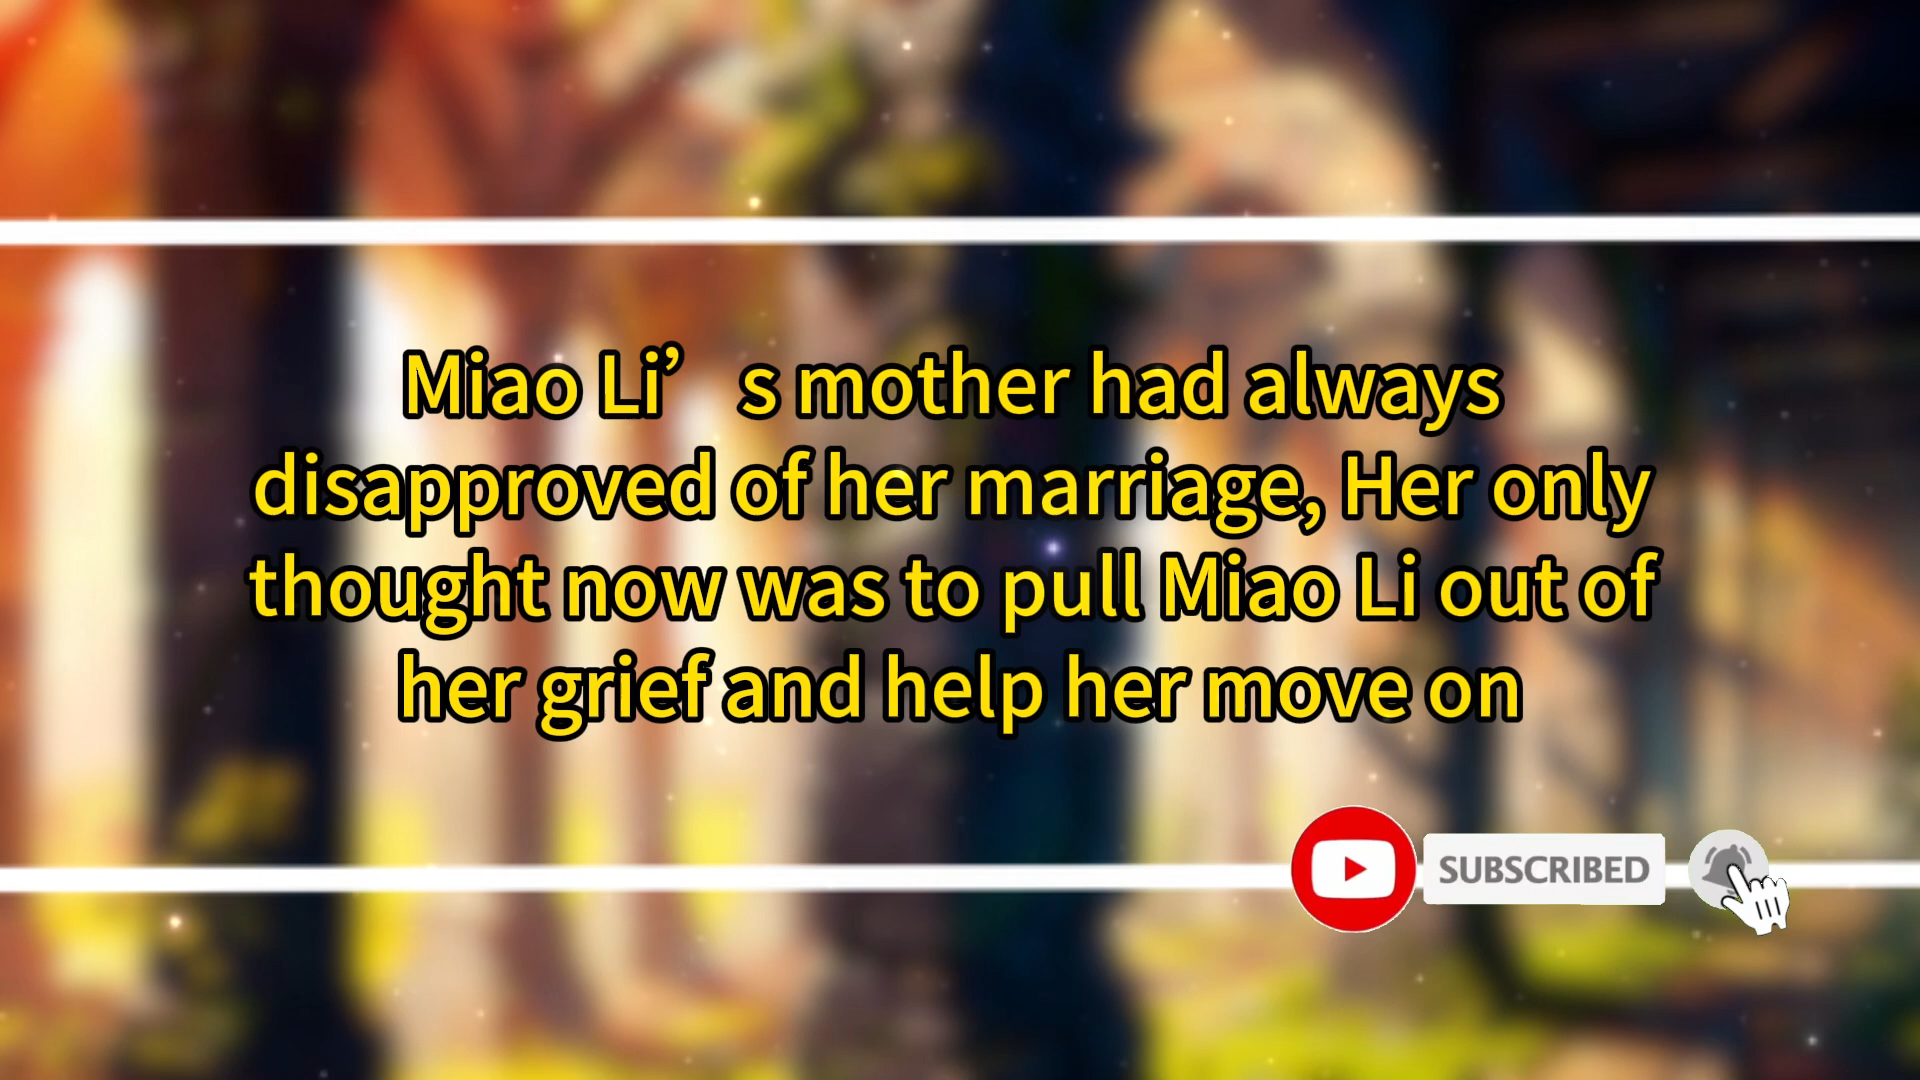 Miao Li’s mother had always
disapproved of her marriage, Her only
thought now was to pull Miao Li out of
her grief and help her move on
SUBSCRIBED